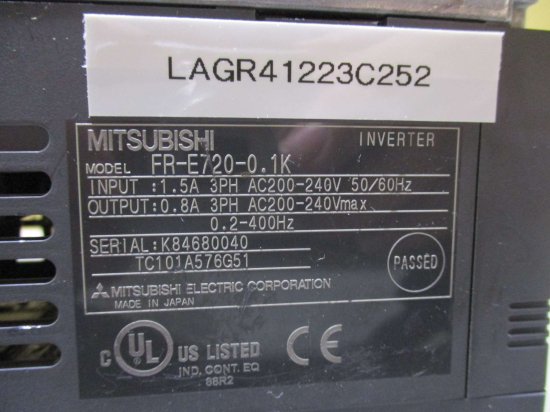 LAGR41223C252
MITSUBISHI INVERTER
MODEL FR-E720-0.1K
INPUT :1.5A 3PH AC200-240V 50/60Hz
OUTPUT:0.8A 3PH AC200-240Vmax
0.2-400Hz
SERIAL:K84680040
TC101A576G51
PASSED
MITSUBISHI ELECTRIC CORPORATION
MADE IN JAPAN
C UL US LISTED CE
IND. CONT. EQ
88R2